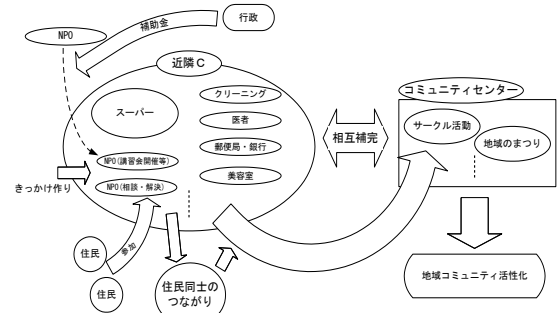 行政
補助金
NPO
近隣C
スーパー
クリーニング
医者
郵便局・銀行
美容室
NPO(講習会開催等)
NPO(相談・解決)
きっかけ作り
参加
住民
住民
住民同士の
つながり
相互補完
コミュニティセンター
サークル活動
地域のまつり
地域コミュニティ活性化